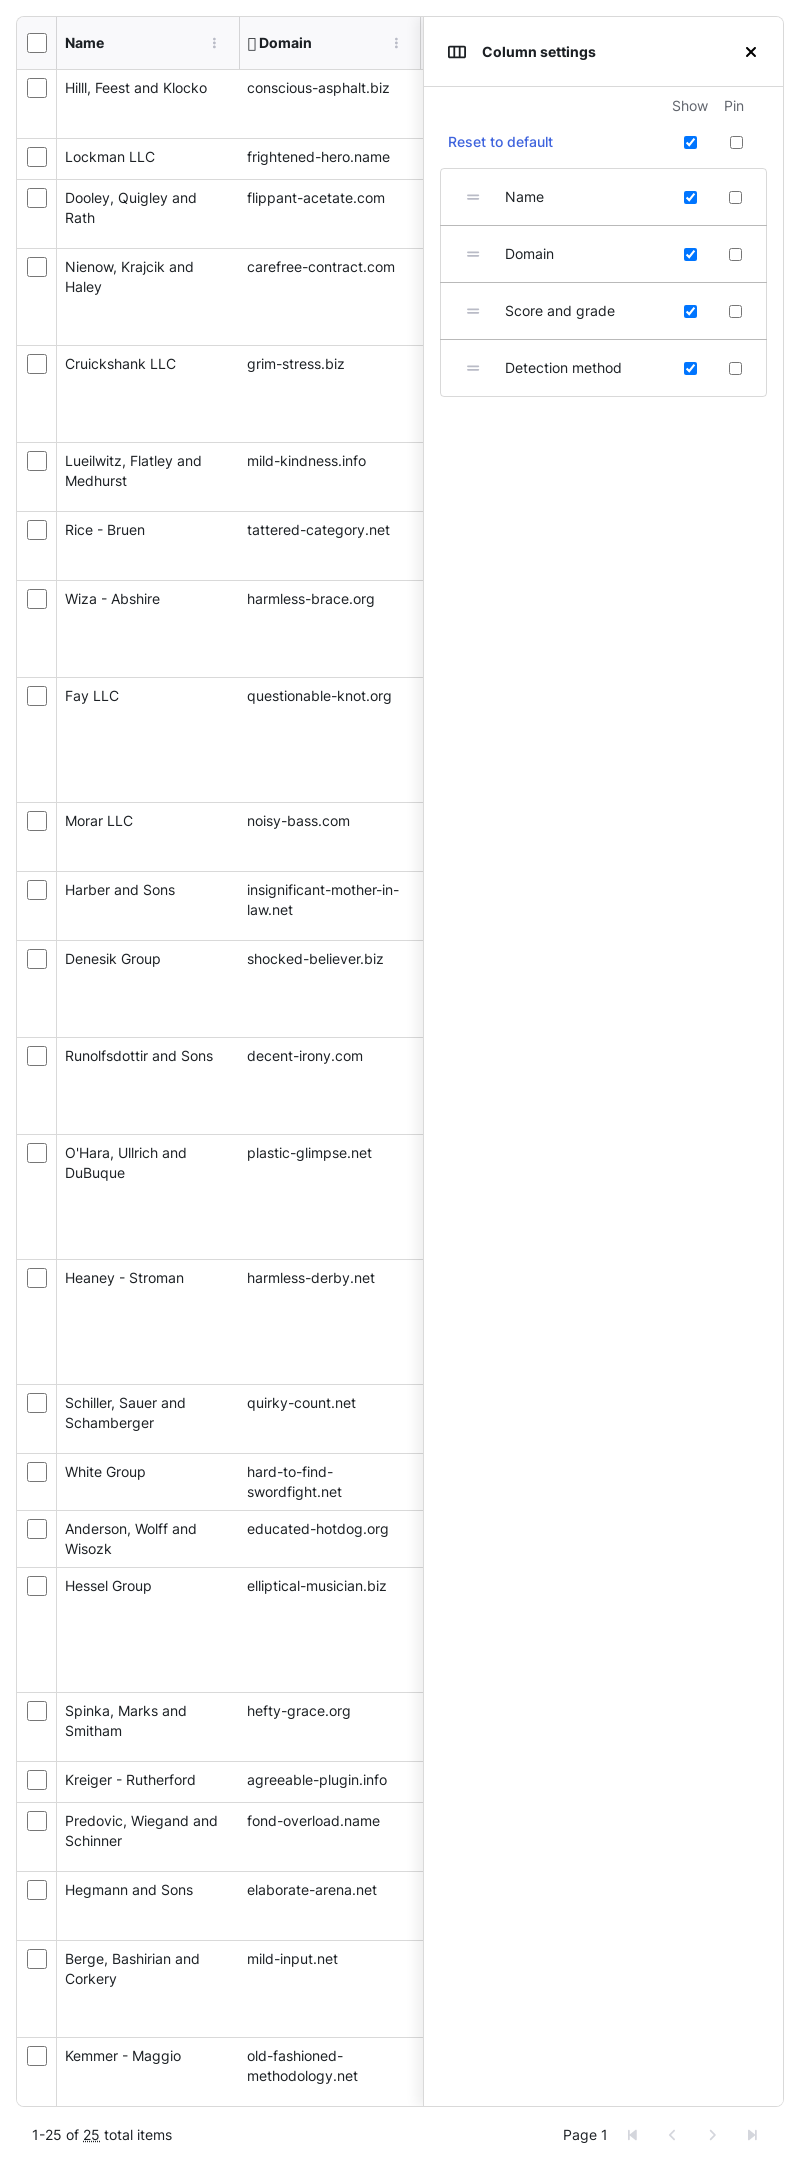 Name Domain
Column settings
Show Pin
Reset to default
Name
Domain
Score and grade
Detection method
Hilll, Feest and Klocko conscious-asphalt.biz
Lockman LLC frightened-hero.name
Dooley, Quigley and flippant-acetate.com
Rath
Nienow, Krajcik and carefree-contract.com
Haley
Cruickshank LLC grim-stress.biz
Lueilwitz, Flatley and mild-kindness.info
Medhurst
Rice - Bruen tattered-category.net
Wiza - Abshire harmless-brace.org
Fay LLC questionable-knot.org
Morar LLC noisy-bass.com
Harber and Sons insignificant-mother-in-
law.net
Denesik Group shocked-believer.biz
Runolfsdottir and Sons decent-irony.com
O'Hara, Ullrich and plastic-glimpse.net
DuBuque
Heaney - Stroman harmless-derby.net
Schiller, Sauer and quirky-count.net
Schamberger
White Group hard-to-find-
swordfight.net
Anderson, Wolff and educated-hotdog.org
Wisozk
Hessel Group elliptical-musician.biz
Spinka, Marks and hefty-grace.org
Smitham
Kreiger - Rutherford agreeable-plugin.info
Predovic, Wiegand and fond-overload.name
Schinner
Hegmann and Sons elaborate-arena.net
Berge, Bashirian and mild-input.net
Corkery
Kemmer - Maggio old-fashioned-
methodology.net
1-25 of 25 total items Page 1